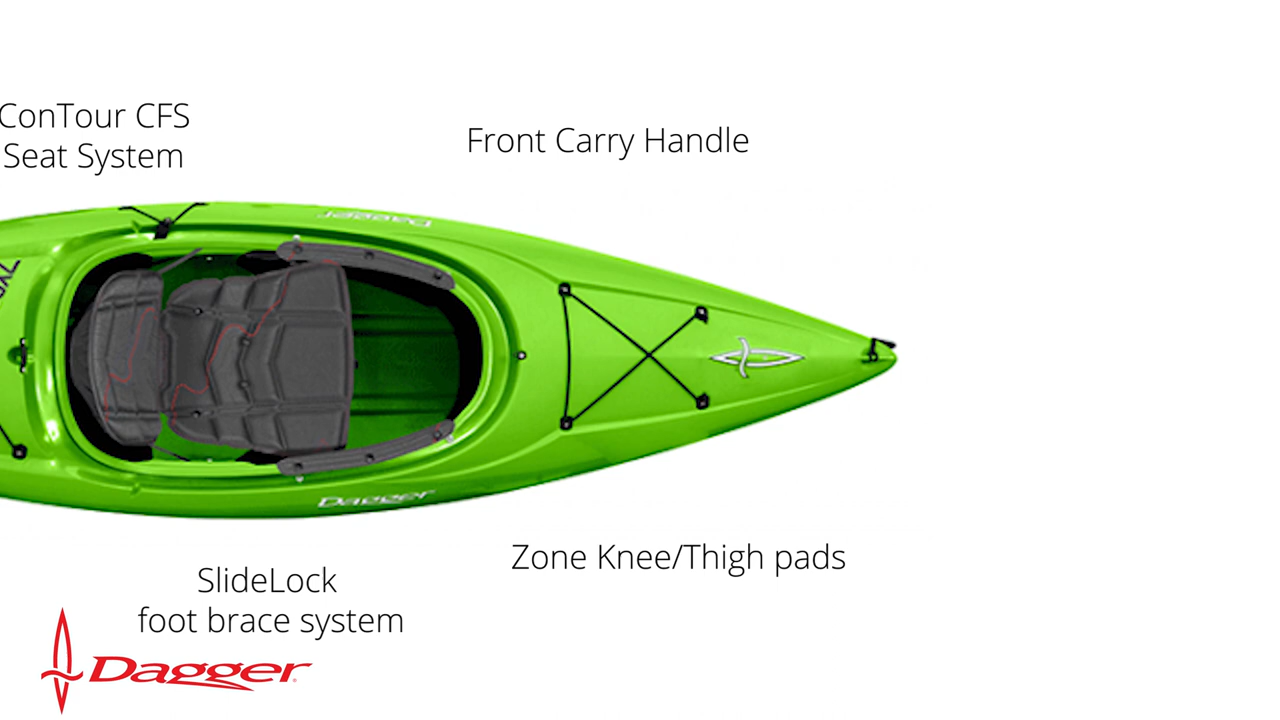 ConTour CFS
Seat System
Front Carry Handle
Dagger
Dagger
Zone Knee/Thigh pads
SlideLock
foot brace system
Dagger